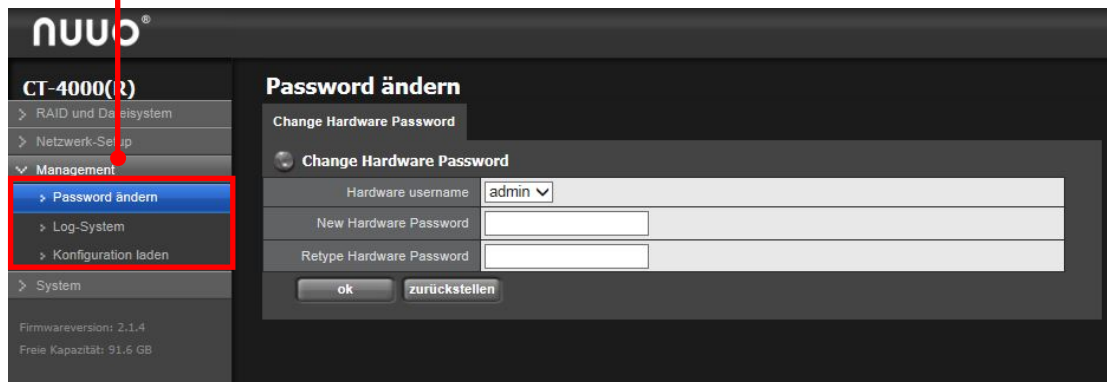 nuuo®
CT-4000(R)
> RAID und Dateisystem
> Netzwerk-Setup
Management
> Password ändern
> Log-System
> Konfiguration laden
> System
Firmwareversion: 2.1.4
Freie Kapazität: 91.6 GB
Password ändern
Change Hardware Password
Change Hardware Password
Hardware username admin
New Hardware Password
Retype Hardware Password
ok zurückstellen